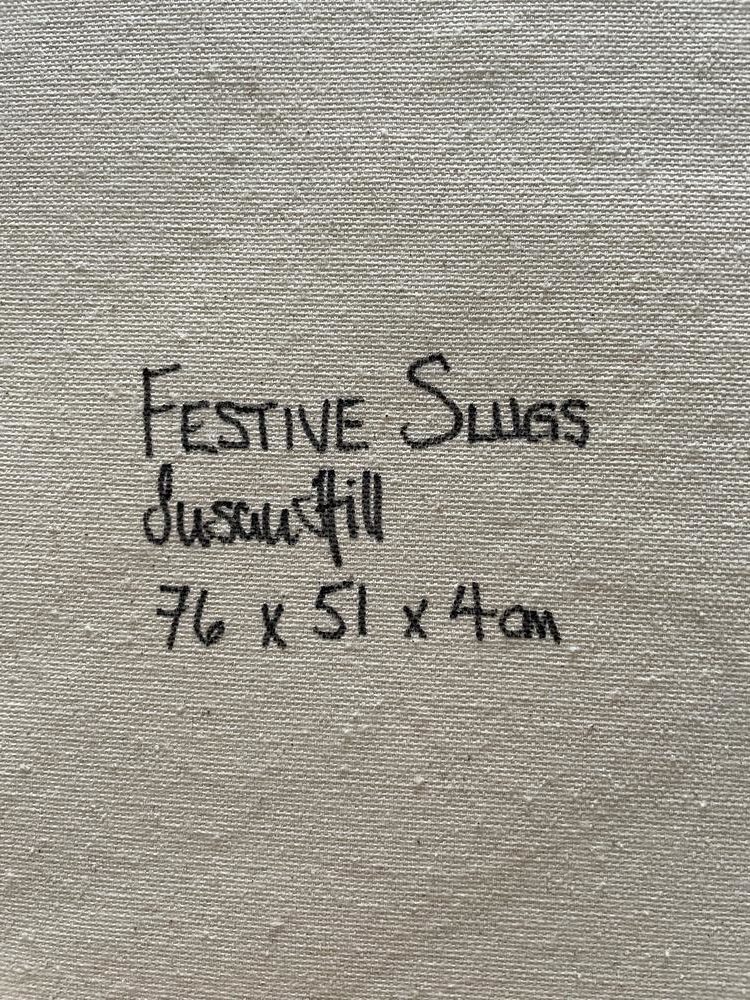 FESTIVE SLUGS
Susan Hill
76 x 51 x 4cm